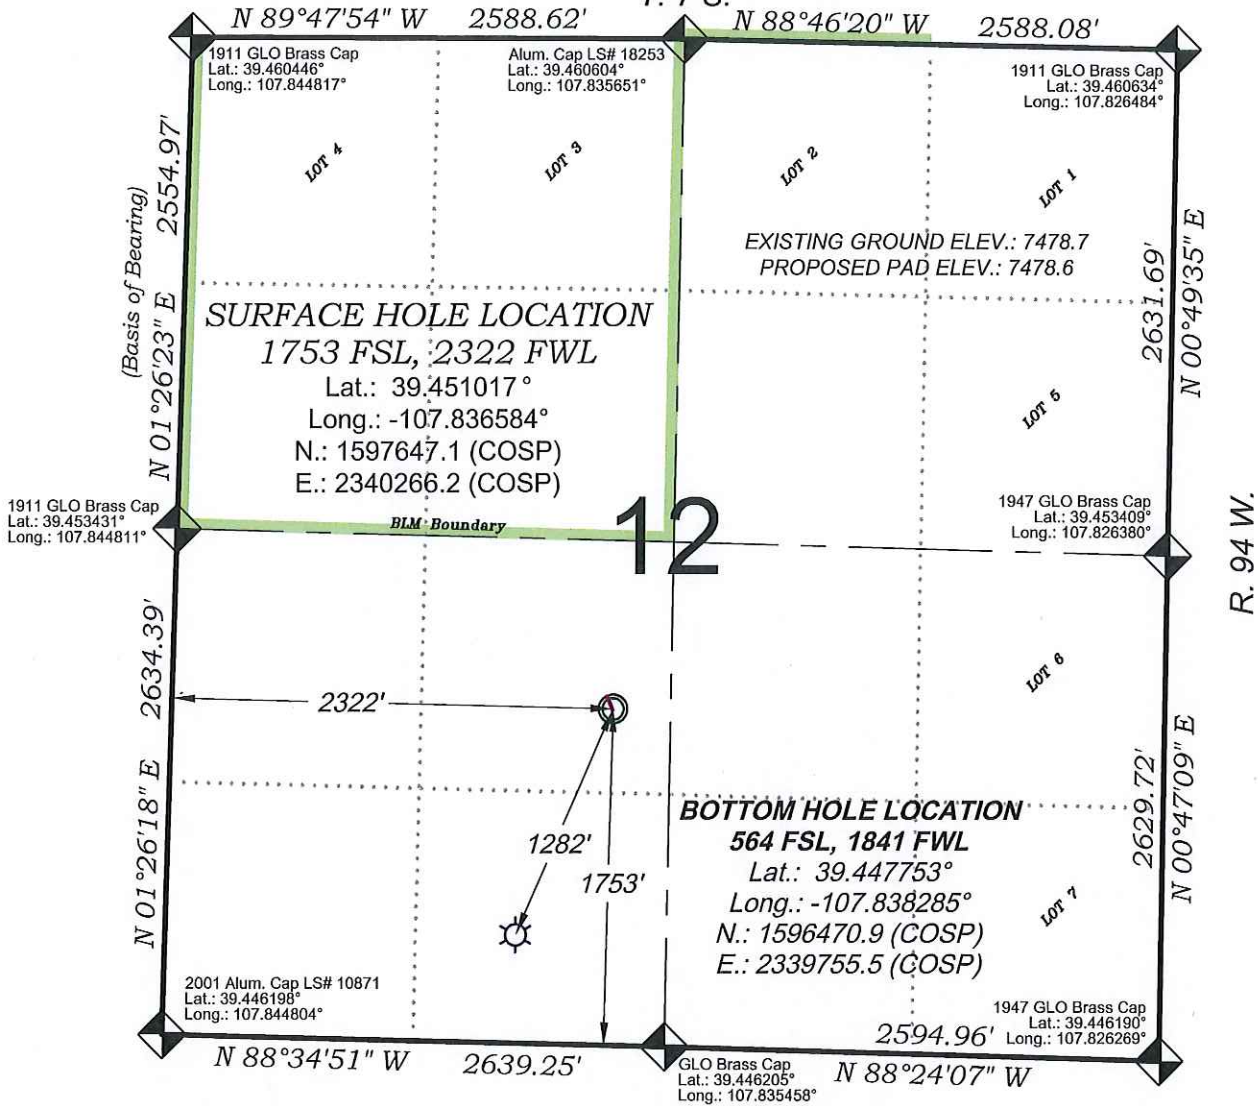 N 89°47'54" W 2588.62'
N 88°46'20" W 2588.08'
1911 GLO Brass Cap
Lat.: 39.460446°
Long.: 107.844817°
Alum. Cap LS# 18253
Lat.: 39.460604°
Long.: 107.835651°
1911 GLO Brass Cap
Lat.: 39.460634°
Long.: 107.826484°
LOT 4
LOT 3
LOT 2
LOT 1
(Basis of Bearing)
N 01°26'23" E 2554.97'
EXISTING GROUND ELEV.: 7478.7
PROPOSED PAD ELEV.: 7478.6
2631.69'
N 00°49'35" E
SURFACE HOLE LOCATION
1753 FSL, 2322 FWL
Lat.: 39.451017°
Long.: -107.836584°
N.: 1597647.1 (COSP)
E.: 2340266.2 (COSP)
LOT 5
1911 GLO Brass Cap
Lat.: 39.453431°
Long.: 107.844811°
BLM Boundary
12
1947 GLO Brass Cap
Lat.: 39.453409°
Long.: 107.826380°
R. 94 W.
N 01°26'18" E 2634.39'
2322'
LOT 6
1282'
1753'
BOTTOM HOLE LOCATION
564 FSL, 1841 FWL
Lat.: 39.447753°
Long.: -107.838285°
N.: 1596470.9 (COSP)
E.: 2339755.5 (COSP)
2629.72'
N 00°47'09" E
LOT 7
2001 Alum. Cap LS# 10871
Lat.: 39.446198°
Long.: 107.844804°
1947 GLO Brass Cap
Lat.: 39.446190°
Long.: 107.826269°
N 88°34'51" W 2639.25'
GLO Brass Cap
Lat.: 39.446205°
Long.: 107.835458°
2594.96'
N 88°24'07" W